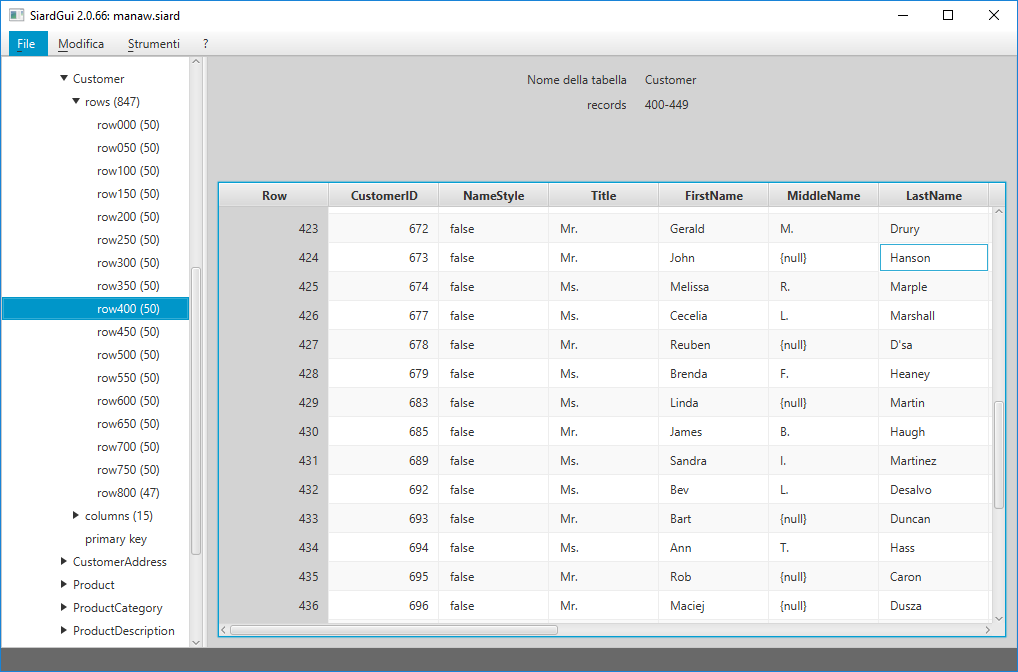 SiardGui 2.0.66: manaw.siard
File Modifica Strumenti ?
Customer
rows (847)
row000 (50)
row050 (50)
row100 (50)
row150 (50)
row200 (50)
row250 (50)
row300 (50)
row350 (50)
row400 (50)
row450 (50)
row500 (50)
row550 (50)
row600 (50)
row650 (50)
row700 (50)
row750 (50)
row800 (47)
columns (15)
primary key
CustomerAddress
Product
ProductCategory
ProductDescription
Nome della tabella Customer
records 400-449
Row CustomerID NameStyle Title FirstName MiddleName LastName
423 672 false Mr. Gerald M. Drury
424 673 false Mr. John {null} Hanson
425 674 false Ms. Melissa R. Marple
426 677 false Ms. Cecelia L. Marshall
427 678 false Mr. Reuben {null} D'sa
428 679 false Ms. Brenda F. Heaney
429 683 false Ms. Linda {null} Martin
430 685 false Mr. James B. Haugh
431 689 false Ms. Sandra I. Martinez
432 692 false Ms. Bev L. Desalvo
433 693 false Mr. Bart {null} Duncan
434 694 false Ms. Ann T. Hass
435 695 false Mr. Rob {null} Caron
436 696 false Mr. Maciej {null} Dusza